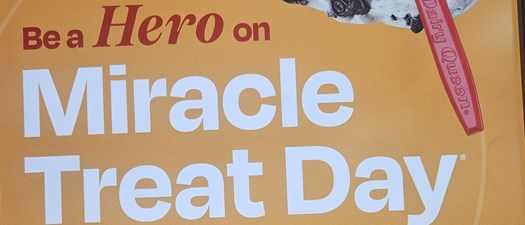 Be a Hero on
Miracle
Treat Day®
Dairy Queen®